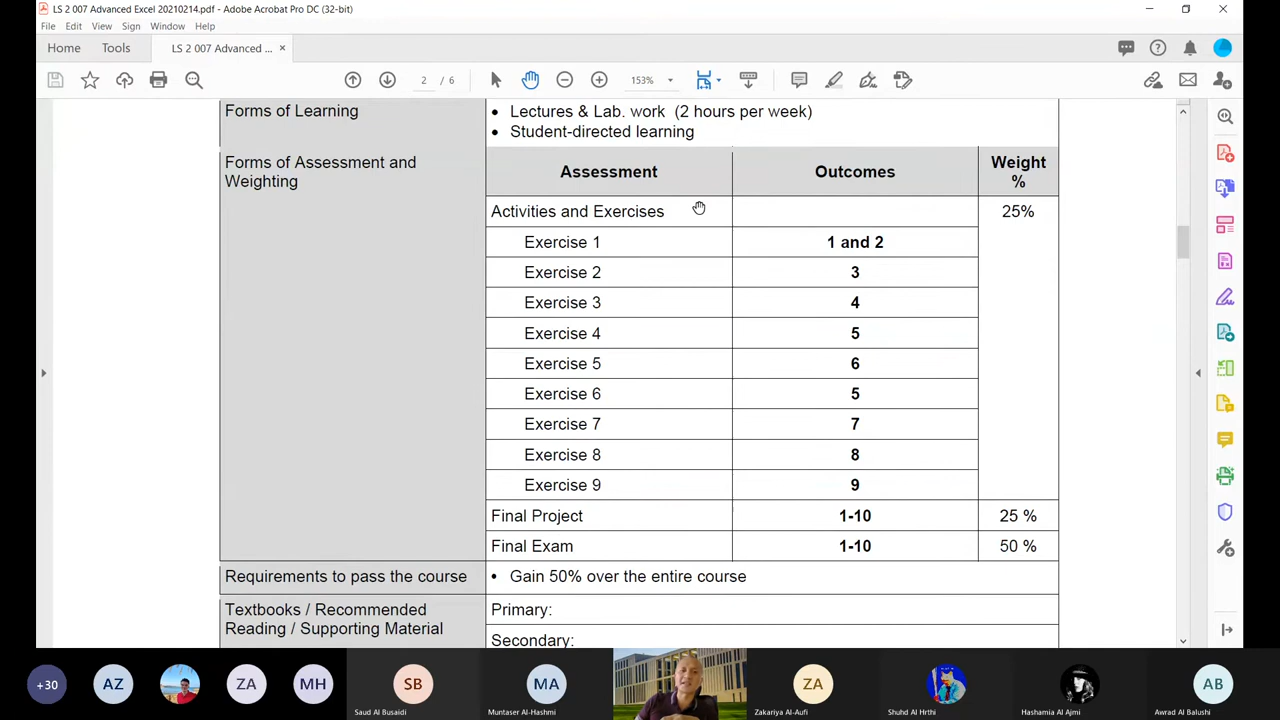 LS 2 007 Advanced Excel 20210214.pdf - Adobe Acrobat Pro DC (32-bit)
File Edit View Sign Window Help
Home Tools LS 2 007 Advanced ... ×
2 / 6 153%
Forms of Learning
• Lectures & Lab. work (2 hours per week)
• Student-directed learning
Forms of Assessment and
Weighting
Assessment Outcomes Weight
%
Activities and Exercises 25%
Exercise 1 1 and 2
Exercise 2 3
Exercise 3 4
Exercise 4 5
Exercise 5 6
Exercise 6 5
Exercise 7 7
Exercise 8 8
Exercise 9 9
Final Project 1-10 25 %
Final Exam 1-10 50 %
Requirements to pass the course • Gain 50% over the entire course
Textbooks / Recommended
Reading / Supporting Material
Primary:
Secondary:
+30 AZ ZA MH SB MA ZA AB
Saud Al Busaidi Muntaser Al-Hashmi Zakariya Al-Aufi Shuhd Al Hrthi Hashamia Al Ajmi Awrad Al Balushi